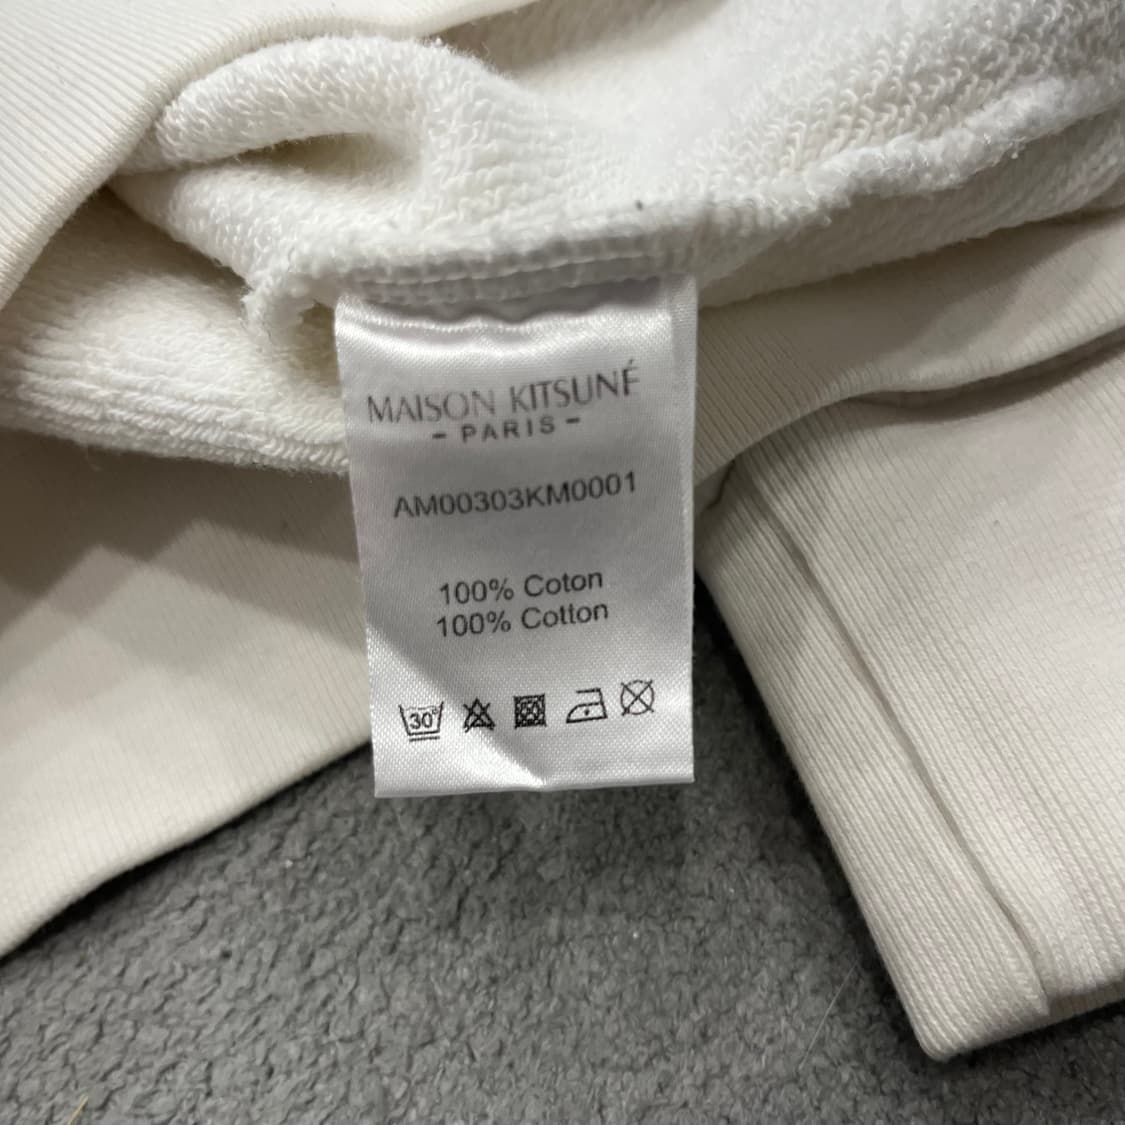 MAISON KITSUNÉ
- PARIS -
AM00303KM0001
100% Coton
100% Cotton
30°